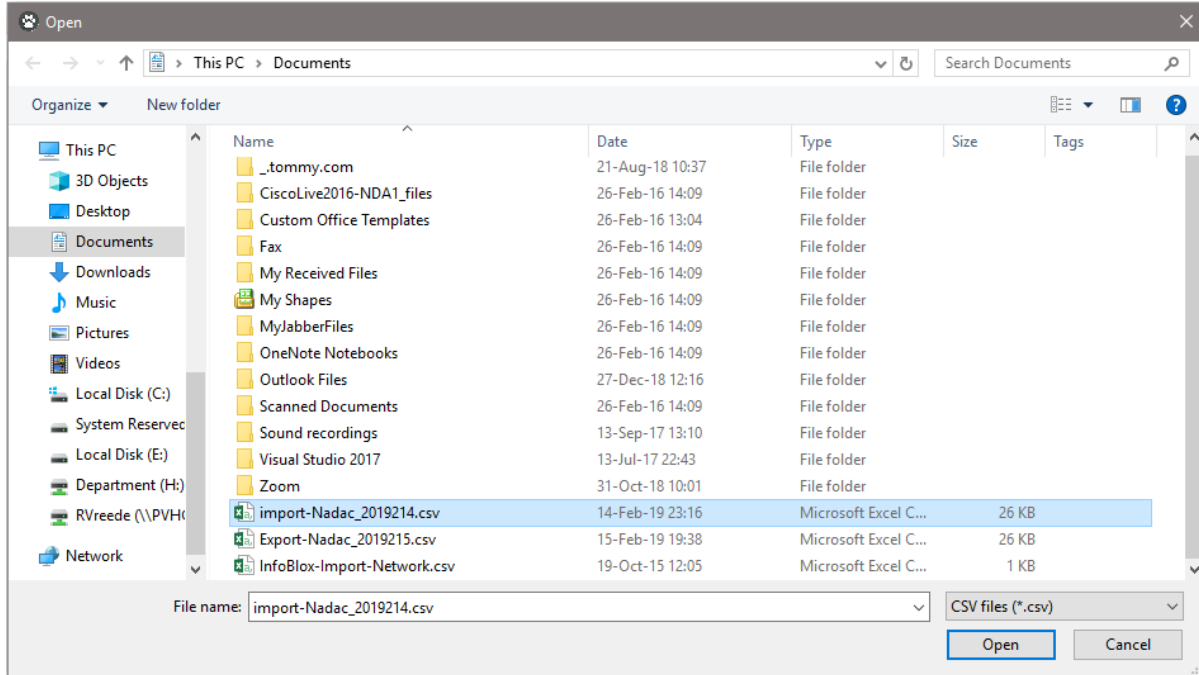 Open
This PC > Documents
Search Documents
Organize New folder
?
Name Date Type Size Tags
_.tommy.com 21-Aug-18 10:37 File folder
CiscoLive2016-NDA1_files 26-Feb-16 14:09 File folder
Custom Office Templates 26-Feb-16 13:04 File folder
Fax 26-Feb-16 14:09 File folder
My Received Files 26-Feb-16 14:09 File folder
My Shapes 26-Feb-16 14:09 File folder
MyJabberFiles 26-Feb-16 14:09 File folder
OneNote Notebooks 26-Feb-16 14:09 File folder
Outlook Files 27-Dec-18 12:16 File folder
Scanned Documents 26-Feb-16 14:09 File folder
Sound recordings 13-Sep-17 13:10 File folder
Visual Studio 2017 13-Jul-17 22:43 File folder
Zoom 31-Oct-18 10:01 File folder
import-Nadac_2019214.csv 14-Feb-19 23:16 Microsoft Excel C... 26 KB
Export-Nadac_2019215.csv 15-Feb-19 19:38 Microsoft Excel C... 26 KB
InfoBlox-Import-Network.csv 19-Oct-15 12:05 Microsoft Excel C... 1 KB
This PC
3D Objects
Desktop
Documents
Downloads
Music
Pictures
Videos
Local Disk (C:)
System Reserved
Local Disk (E:)
Department (H:)
RVreede (\\PVH
Network
File name: import-Nadac_2019214.csv
CSV files (*.csv)
Open Cancel